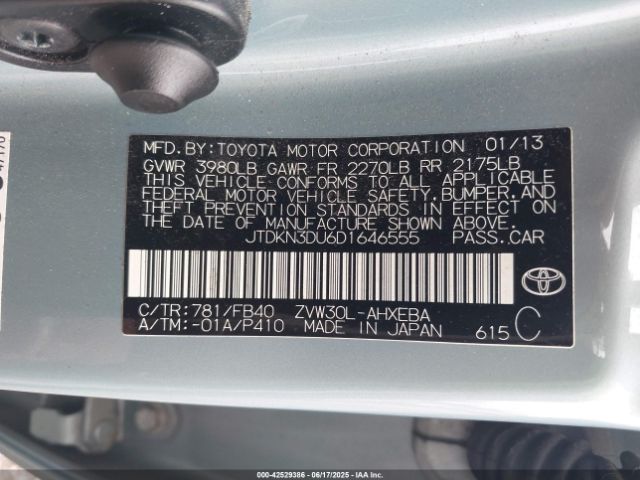 MFD. BY: TOYOTA MOTOR CORPORATION 01/13
GVWR 3980LB GAWR FR 2270LB RR 2175LB
THIS VEHICLE CONFORMS TO ALL APPLICABLE
FEDERAL MOTOR VEHICLE SAFETY, BUMPER, AND
THEFT PREVENTION STANDARDS IN EFFECT ON
THE DATE OF MANUFACTURE SHOWN ABOVE.
JTDKN3DU6D1646555 PASS. CAR
C/TR: 781/FB40 ZVW30L-AHXEBA
A/TM: -01A/P410 MADE IN JAPAN 615 C
000-42529386 - 06/17/2025 - IAAI.COM